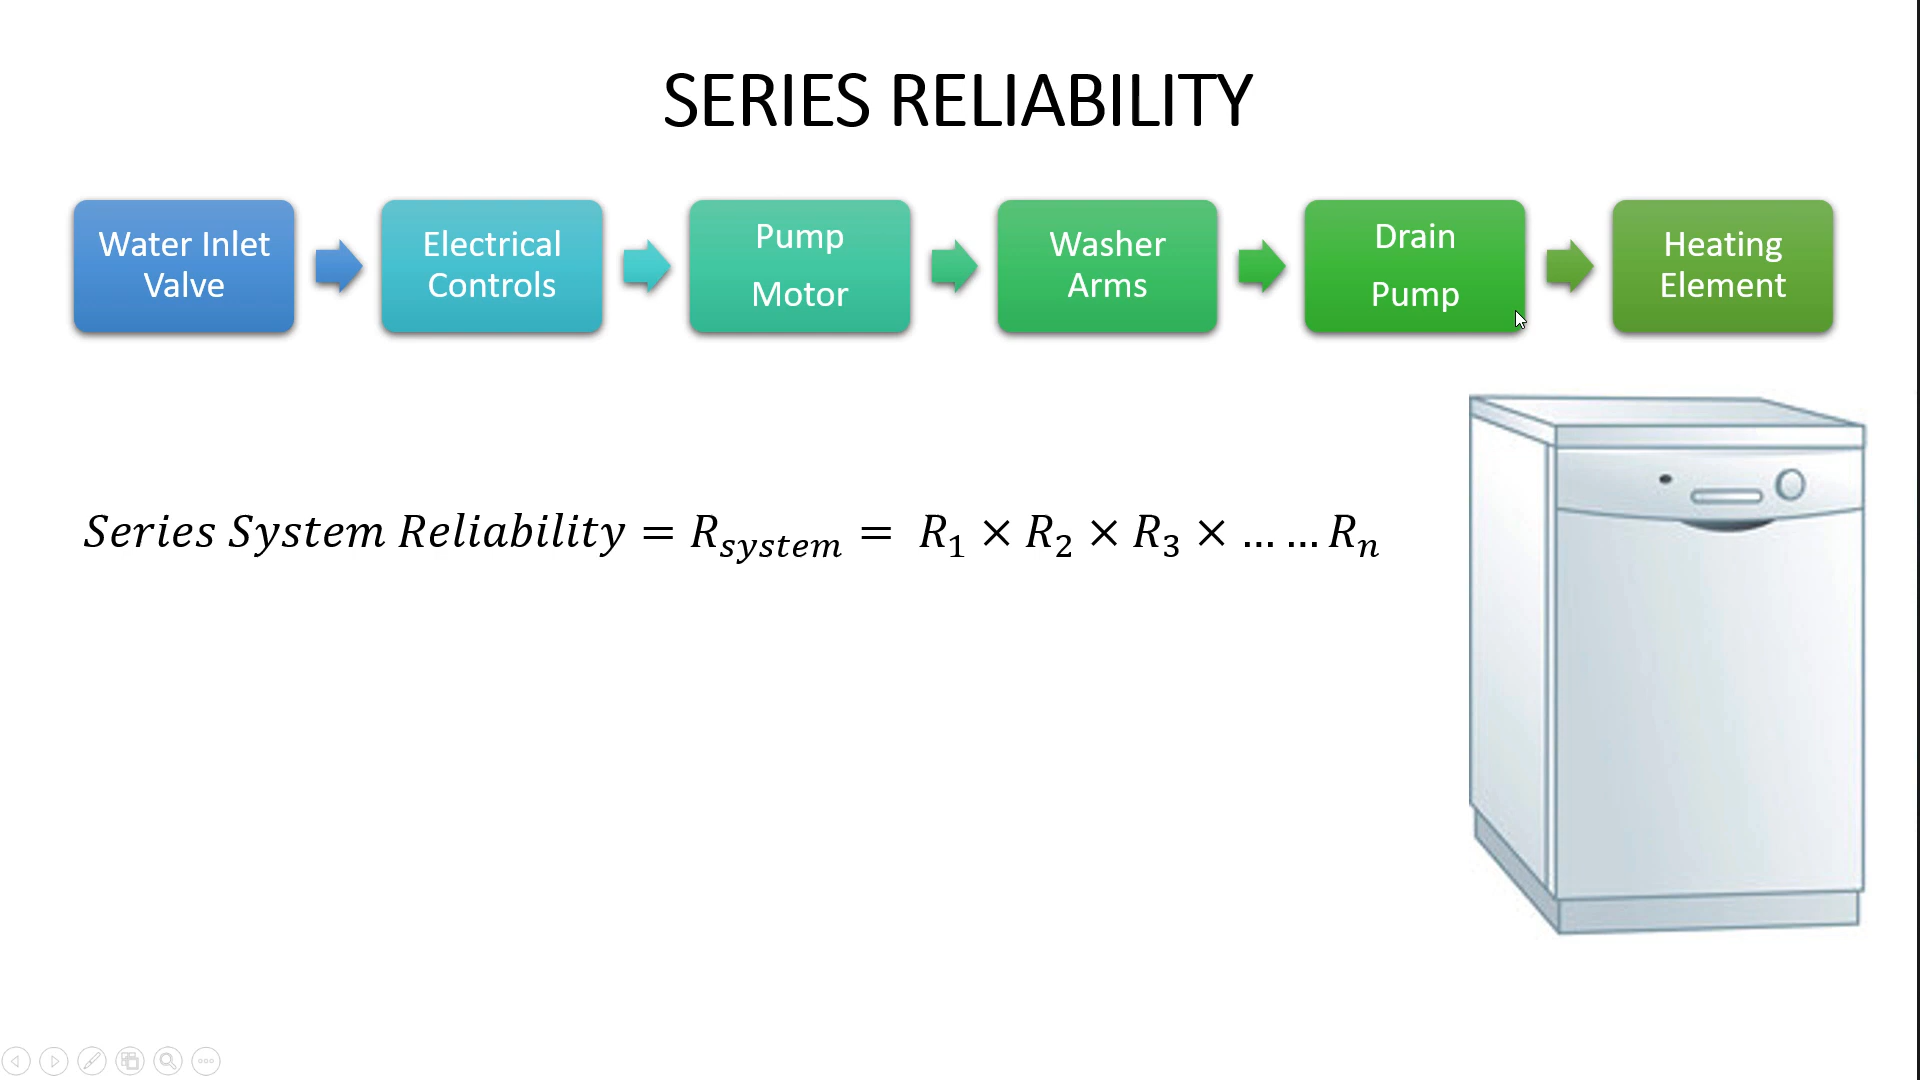 SERIES RELIABILITY
Water Inlet
Valve
Electrical
Controls
Pump
Motor
Washer
Arms
Drain
Pump
Heating
Element
Series System Reliability = R_system = R_1 × R_2 × R_3 × … … R_n